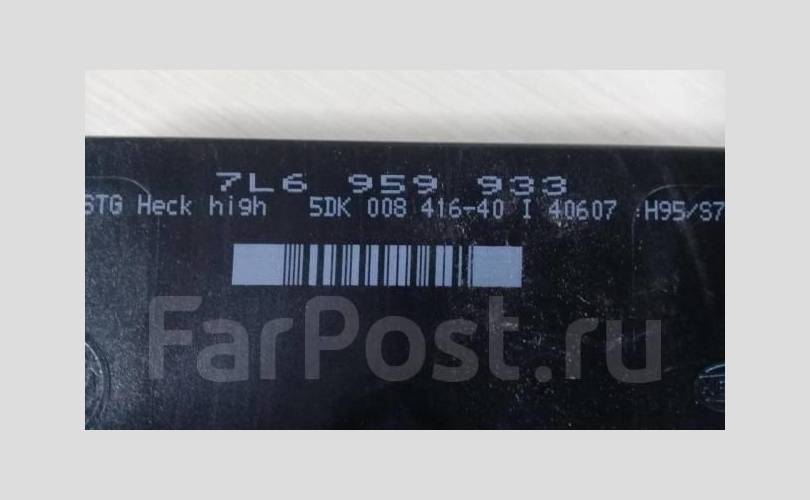 7L6 959 933
STG Heck high 5DK 008 416-40 I 40607 :H95/S7
FarPost.ru